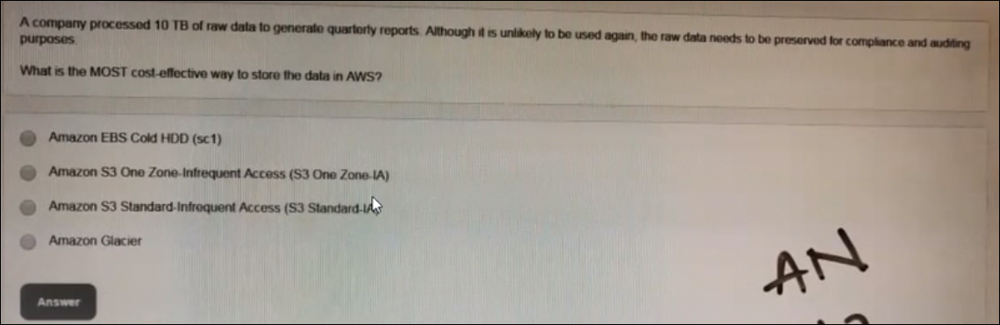 A company processed 10 TB of raw data to generate quarterly reports. Although it is unlikely to be used again, the raw data needs to be preserved for compliance and auditing
purposes.
What is the MOST cost-effective way to store the data in AWS?
Amazon EBS Cold HDD (sc1)
Amazon S3 One Zone-Infrequent Access (S3 One Zone-IA)
Amazon S3 Standard-Infrequent Access (S3 Standard-IA)
Amazon Glacier
AN
Answer